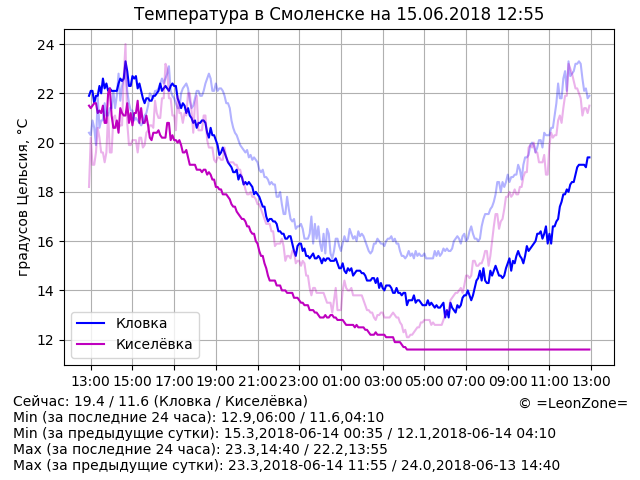 Температура в Смоленске на 15.06.2018 12:55
градусов Цельсия, °C
24
22
20
18
16
14
12
Кловка
Киселёвка
13:00 15:00 17:00 19:00 21:00 23:00 01:00 03:00 05:00 07:00 09:00 11:00 13:00
Сейчас: 19.4 / 11.6 (Кловка / Киселёвка)
© =LeonZone=
Min (за последние 24 часа): 12.9,06:00 / 11.6,04:10
Min (за предыдущие сутки): 15.3,2018-06-14 00:35 / 12.1,2018-06-14 04:10
Max (за последние 24 часа): 23.3,14:40 / 22.2,13:55
Max (за предыдущие сутки): 23.3,2018-06-14 11:55 / 24.0,2018-06-13 14:40